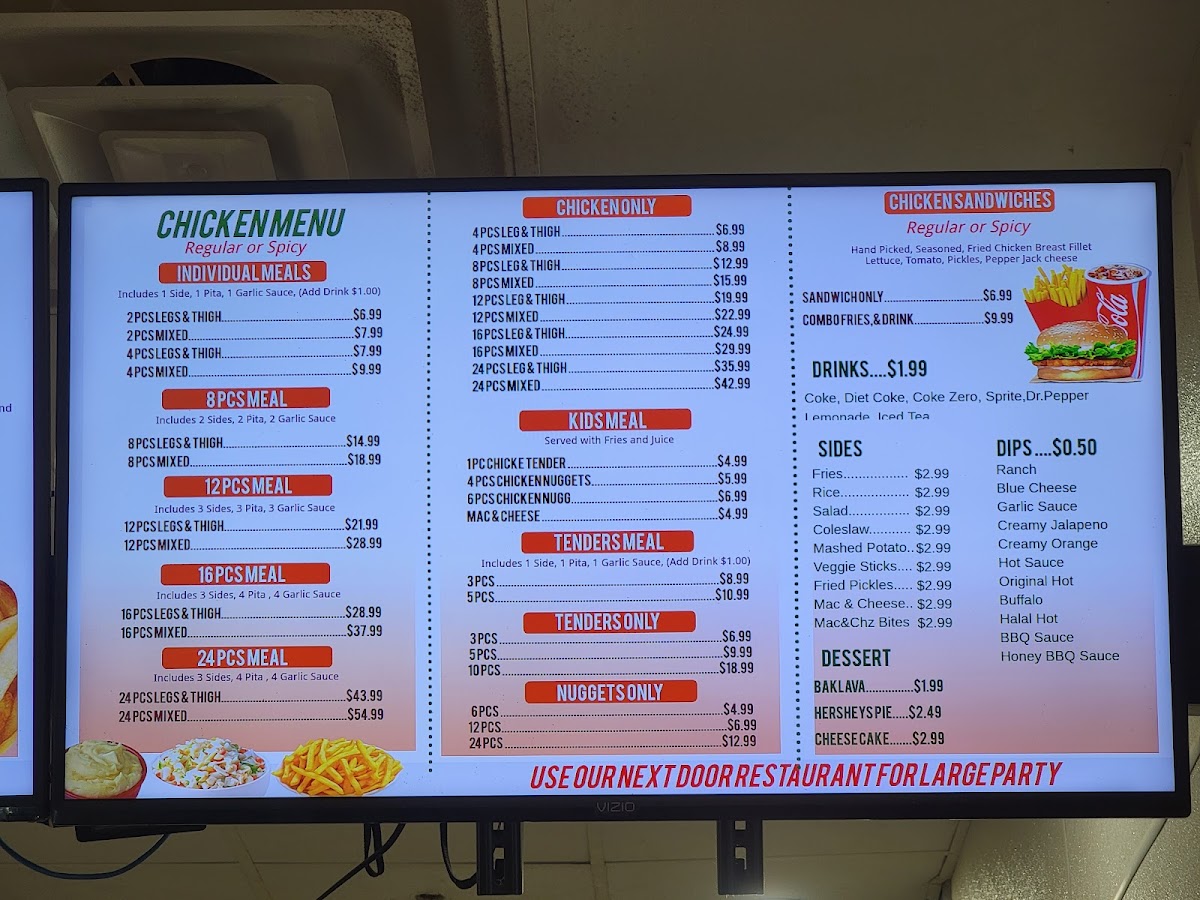 nd
CHICKEN MENU
Regular or Spicy
INDIVIDUAL MEALS
Includes 1 Side, 1 Pita, 1 Garlic Sauce, (Add Drink $1.00)
2 PCS LEGS & THIGH..........$6.99
2 PCS MIXED..........$7.99
4 PCS LEGS & THIGH..........$7.99
4 PCS MIXED..........$9.99
8 PCS MEAL
Includes 2 Sides, 2 Pita, 2 Garlic Sauce
8 PCS LEGS & THIGH..........$14.99
8 PCS MIXED..........$18.99
12 PCS MEAL
Includes 3 Sides, 3 Pita, 3 Garlic Sauce
12 PCS LEGS & THIGH..........$21.99
12 PCS MIXED..........$28.99
16 PCS MEAL
Includes 3 Sides, 4 Pita , 4 Garlic Sauce
16 PCS LEGS & THIGH..........$28.99
16 PCS MIXED..........$37.99
24 PCS MEAL
Includes 3 Sides, 4 Pita , 4 Garlic Sauce
24 PCS LEGS & THIGH..........$43.99
24 PCS MIXED..........$54.99
CHICKEN ONLY
4 PCS LEG & THIGH..........$6.99
4 PCS MIXED..........$8.99
8 PCS LEG & THIGH..........$12.99
8 PCS MIXED..........$15.99
12 PCS LEG & THIGH..........$19.99
12 PCS MIXED..........$22.99
16 PCS LEG & THIGH..........$24.99
16 PCS MIXED..........$29.99
24 PCS LEG & THIGH..........$35.99
24 PCS MIXED..........$42.99
KIDS MEAL
Served with Fries and Juice
1 PC CHICKE TENDER..........$4.99
4 PCS CHICKEN NUGGETS..........$5.99
6 PCS CHICKEN NUGG..........$6.99
MAC & CHEESE..........$4.99
TENDERS MEAL
Includes 1 Side, 1 Pita, 1 Garlic Sauce, (Add Drink $1.00)
3 PCS..........$8.99
5 PCS..........$10.99
TENDERS ONLY
3 PCS..........$6.99
5 PCS..........$9.99
10 PCS..........$18.99
NUGGETS ONLY
6 PCS..........$4.99
12 PCS..........$6.99
24 PCS..........$12.99
CHICKEN SANDWICHES
Regular or Spicy
Hand Picked, Seasoned, Fried Chicken Breast Fillet
Lettuce, Tomato, Pickles, Pepper Jack cheese
SANDWICH ONLY..........$6.99
COMBO FRIES,& DRINK..........$9.99
Cola
DRINKS....$1.99
Coke, Diet Coke, Coke Zero, Sprite,Dr.Pepper
Lemonade, Iced Tea
SIDES
Fries................. $2.99
Rice.................. $2.99
Salad................ $2.99
Coleslaw........... $2.99
Mashed Potato..$2.99
Veggie Sticks.... $2.99
Fried Pickles..... $2.99
Mac & Cheese.. $2.99
Mac&Chz Bites $2.99
DIPS ....$0.50
Ranch
Blue Cheese
Garlic Sauce
Creamy Jalapeno
Creamy Orange
Hot Sauce
Original Hot
Buffalo
Halal Hot
BBQ Sauce
Honey BBQ Sauce
DESSERT
BAKLAVA..............$1.99
HERSHEYS PIE.....$2.49
CHEESE CAKE.......$2.99
USE OUR NEXT DOOR RESTAURANT FOR LARGE PARTY
VIZIO